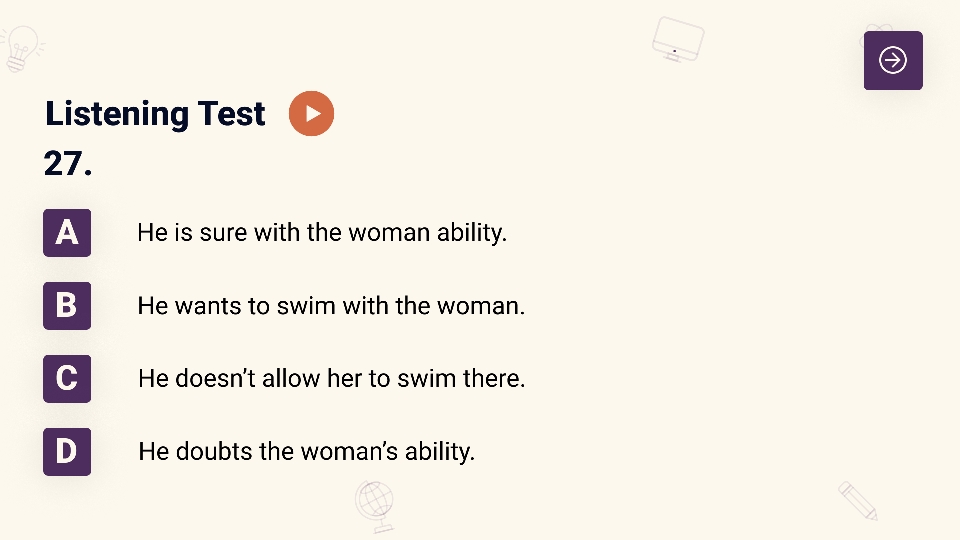 Listening Test
27.
A He is sure with the woman ability.
B He wants to swim with the woman.
C He doesn’t allow her to swim there.
D He doubts the woman’s ability.